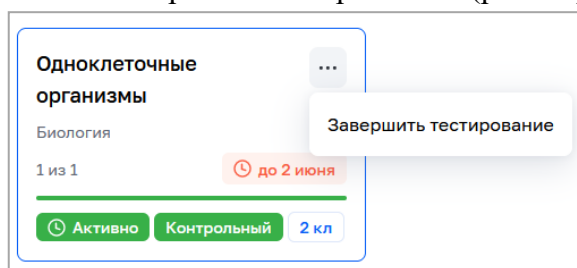 Одноклеточные
организмы
...
Завершить тестирование
Биология
1 из 1
до 2 июня
Активно
Контрольный
2 кл